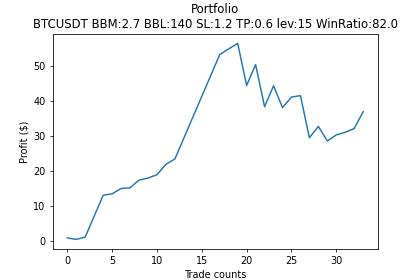 Portfolio
BTCUSDT BBM:2.7 BBL:140 SL:1.2 TP:0.6 lev:15 WinRatio:82.0
Profit ($)
50
40
30
20
10
0
0 5 10 15 20 25 30
Trade counts